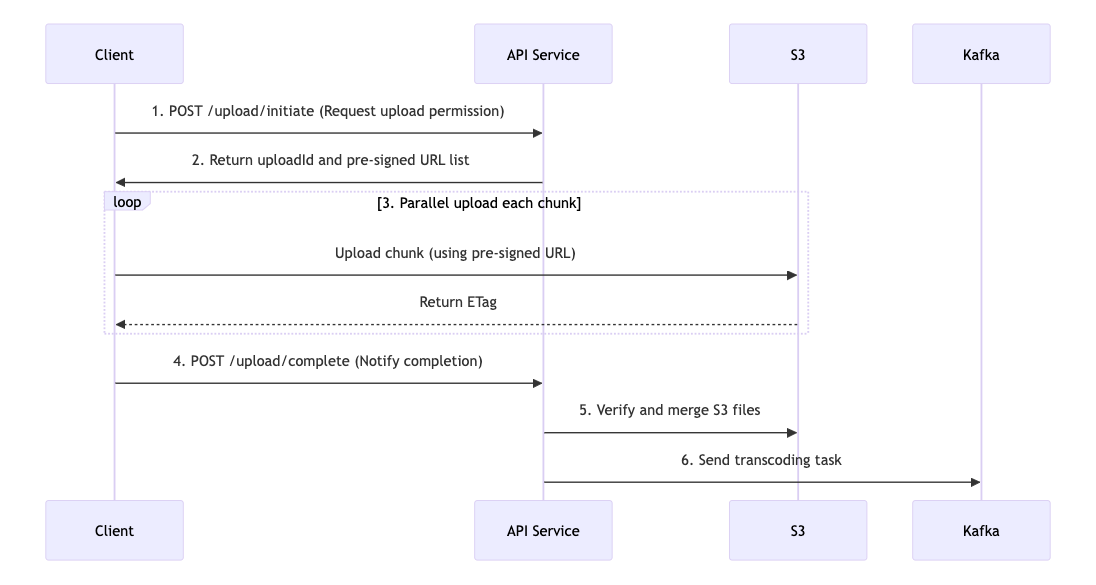 Client
API Service
S3
Kafka
1. POST /upload/initiate (Request upload permission)
2. Return uploadId and pre-signed URL list
loop
[3. Parallel upload each chunk]
Upload chunk (using pre-signed URL)
Return ETag
4. POST /upload/complete (Notify completion)
5. Verify and merge S3 files
6. Send transcoding task
Client
API Service
S3
Kafka